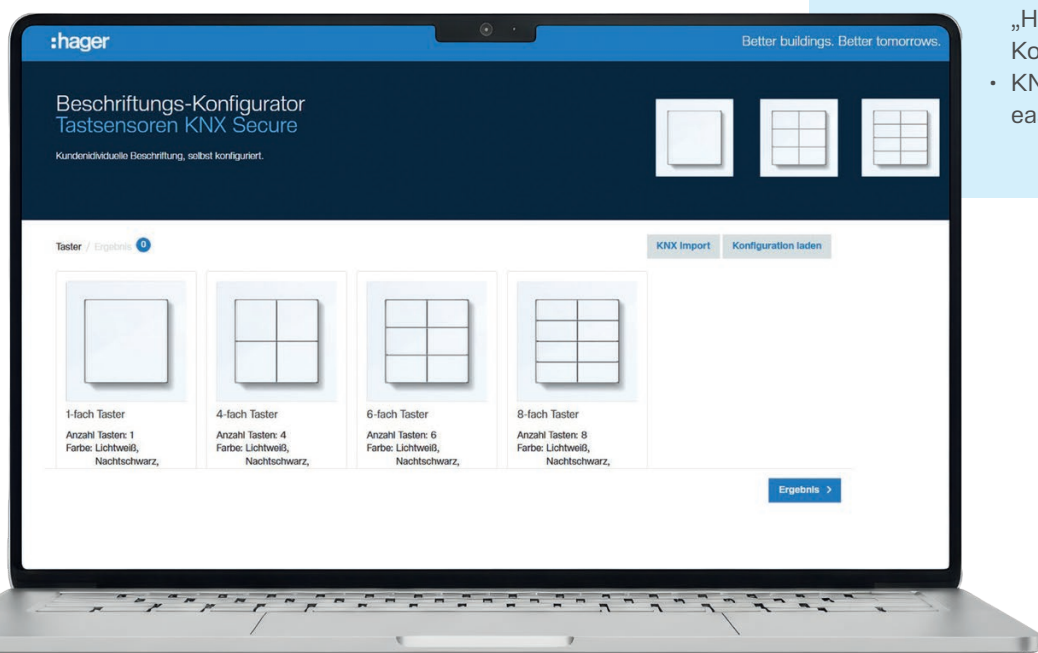 „H
Ko
• KN
ea
:hager
Better buildings. Better tomorrows.
Beschriftungs-Konfigurator
Tastsensoren KNX Secure
Kundenidividuelle Beschriftung, selbst konfiguriert.
Taster / Ergebnis 0
KNX Import
Konfiguration laden
1-fach Taster
Anzahl Tasten: 1
Farbe: Lichtweiß,
Nachtschwarz,
4-fach Taster
Anzahl Tasten: 4
Farbe: Lichtweiß,
Nachtschwarz,
6-fach Taster
Anzahl Tasten: 6
Farbe: Lichtweiß,
Nachtschwarz,
8-fach Taster
Anzahl Tasten: 8
Farbe: Lichtweiß,
Nachtschwarz,
Ergebnis >